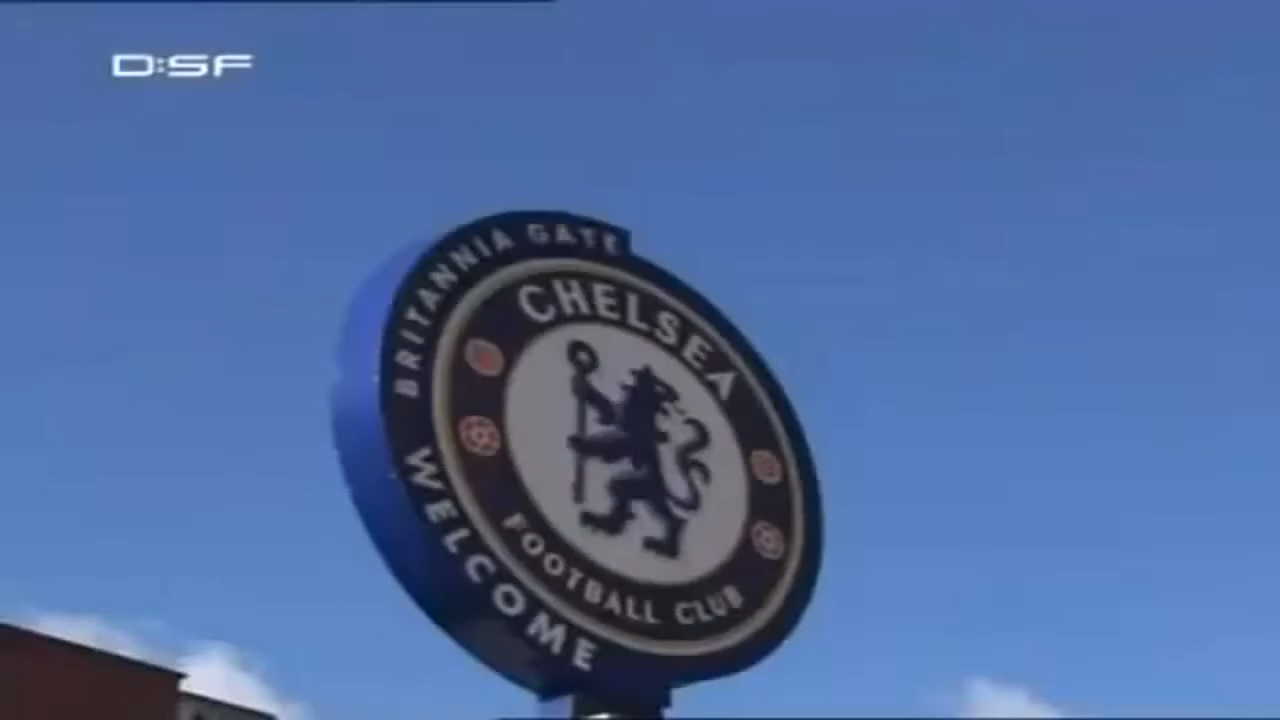 D:SF
BRITANNIA GATE
CHELSEA
FOOTBALL CLUB
WELCOME